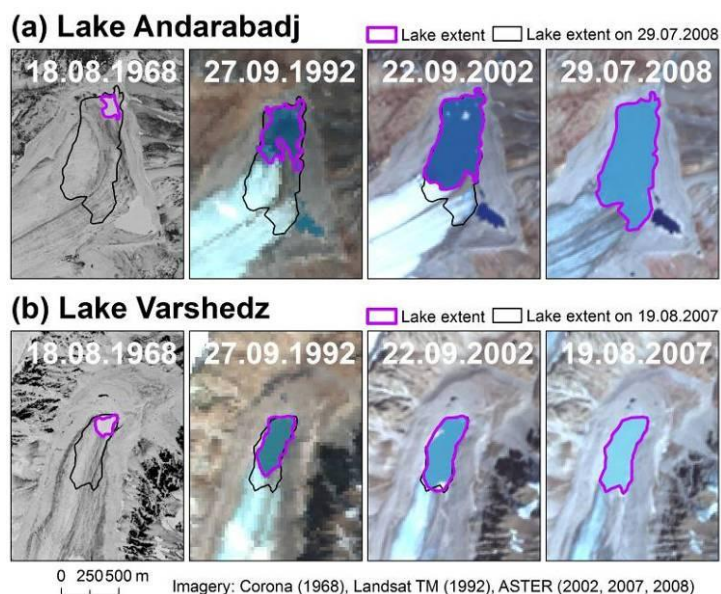 (a) Lake Andarabadj
Lake extent Lake extent on 29.07.2008
18.08.1968 27.09.1992 22.09.2002 29.07.2008
(b) Lake Varshedz
Lake extent Lake extent on 19.08.2007
18.08.1968 27.09.1992 22.09.2002 19.08.2007
0 250 500 m Imagery: Corona (1968), Landsat TM (1992), ASTER (2002, 2007, 2008)